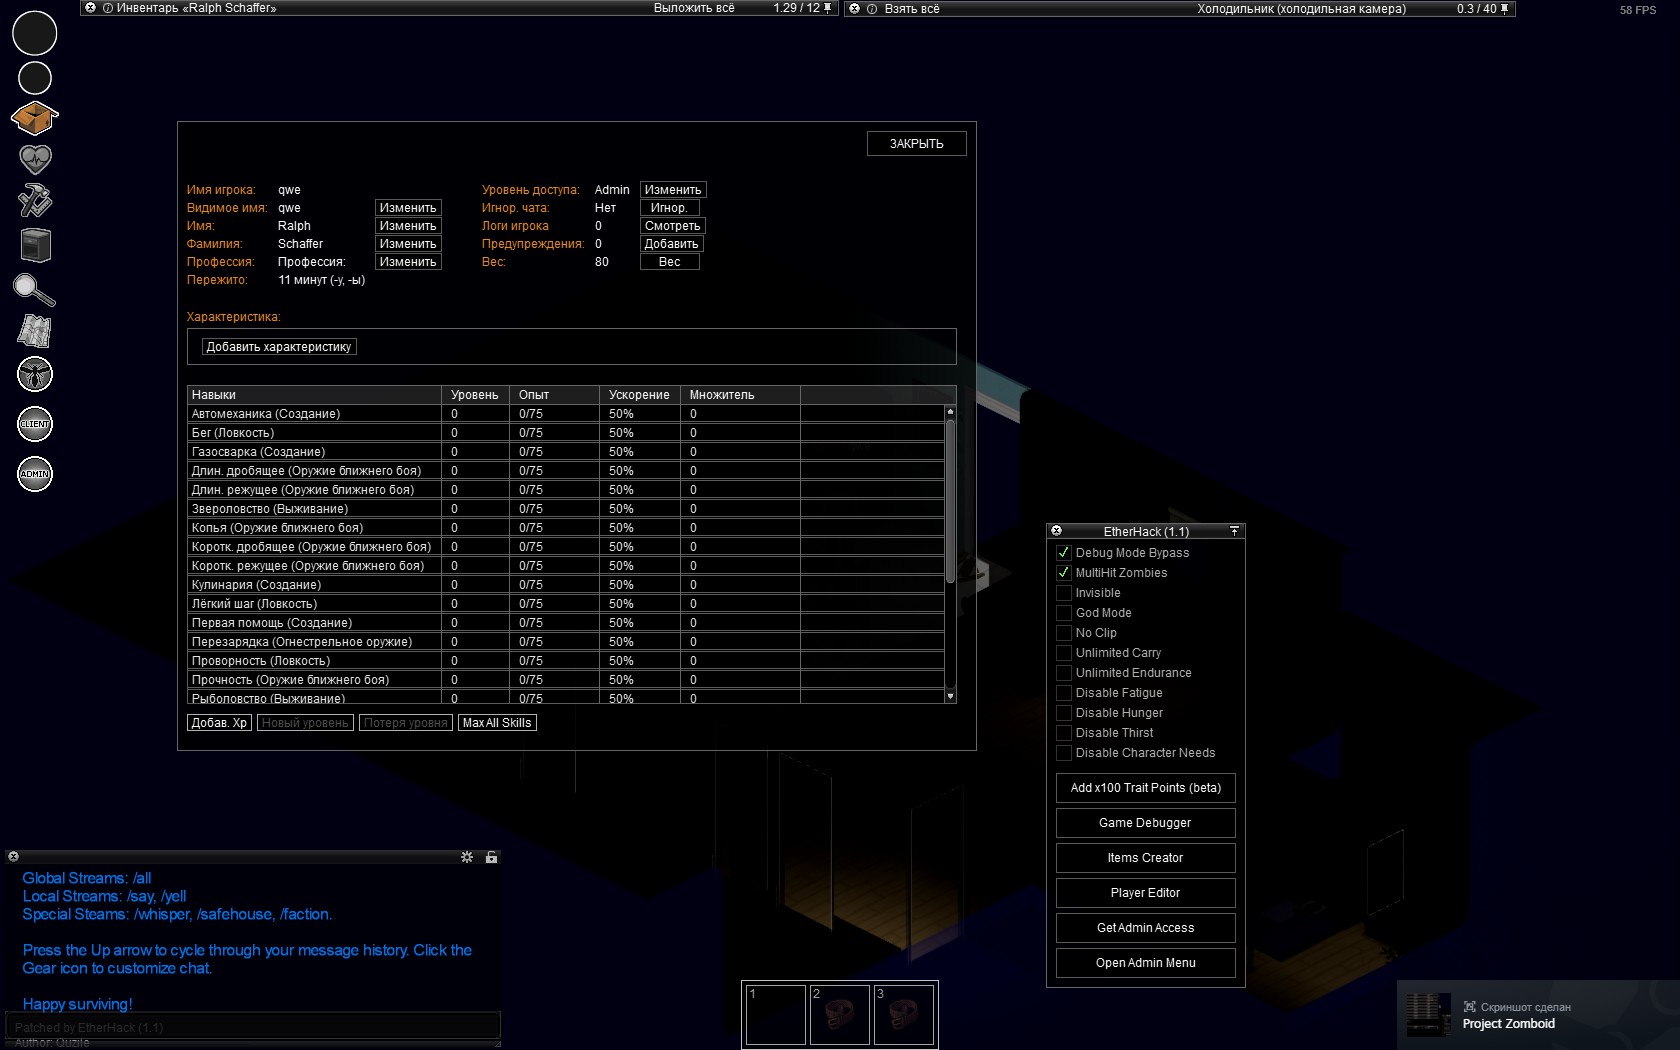 Инвентарь «Ralph Schaffer» Выложить всё 1.29 / 12
Взять всё Холодильник (холодильная камера) 0.3 / 40
58 FPS
ЗАКРЫТЬ
Имя игрока: qwe Уровень доступа: Admin Изменить
Видимое имя: qwe Изменить Игнор. чата: Нет Игнор.
Имя: Ralph Изменить Логи игрока 0 Смотреть
Фамилия: Schaffer Изменить Предупреждения: 0 Добавить
Профессия: Профессия: Изменить Вес: 80 Вес
Пережито: 11 минут (-у, -ы)
Характеристика:
Добавить характеристику
Навыки Уровень Опыт Ускорение Множитель
Автомеханика (Создание) 0 0/75 50% 0
Бег (Ловкость) 0 0/75 50% 0
Газосварка (Создание) 0 0/75 50% 0
Длин. дробящее (Оружие ближнего боя) 0 0/75 50% 0
Длин. режущее (Оружие ближнего боя) 0 0/75 50% 0
Звероловство (Выживание) 0 0/75 50% 0
Копья (Оружие ближнего боя) 0 0/75 50% 0
Коротк. дробящее (Оружие ближнего боя) 0 0/75 50% 0
Коротк. режущее (Оружие ближнего боя) 0 0/75 50% 0
Кулинария (Создание) 0 0/75 50% 0
Лёгкий шаг (Ловкость) 0 0/75 50% 0
Первая помощь (Создание) 0 0/75 50% 0
Перезарядка (Огнестрельное оружие) 0 0/75 50% 0
Проворность (Ловкость) 0 0/75 50% 0
Прочность (Оружие ближнего боя) 0 0/75 50% 0
Рыболовство (Выживание) 0 0/75 50% 0
Добав. Xp Новый уровень Потеря уровня Max All Skills
CLIENT
ADMIN
EtherHack (1.1)
Debug Mode Bypass
MultiHit Zombies
Invisible
God Mode
No Clip
Unlimited Carry
Unlimited Endurance
Disable Fatigue
Disable Hunger
Disable Thirst
Disable Character Needs
Add x100 Trait Points (beta)
Game Debugger
Items Creator
Player Editor
Get Admin Access
Open Admin Menu
Global Streams: /all
Local Streams: /say, /yell
Special Steams: /whisper, /safehouse, /faction.
Press the Up arrow to cycle through your message history. Click the
Gear icon to customize chat.
Happy surviving!
Patched by EtherHack (1.1)
Author: Quzile
1 2 3
Скриншот сделан
Project Zomboid